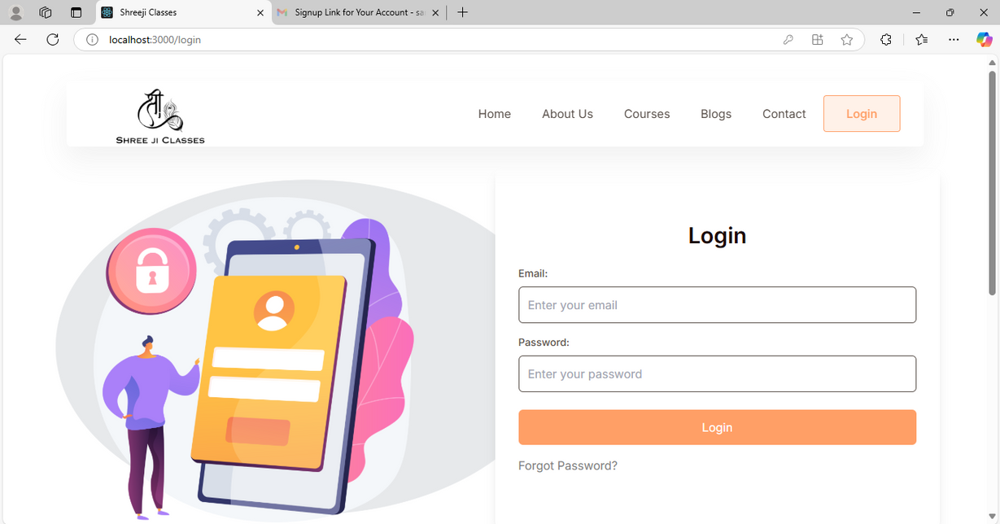 Shreeji Classes
Signup Link for Your Account - sa
localhost:3000/login
श्री
SHREE JI CLASSES
Home
About Us
Courses
Blogs
Contact
Login
Login
Email:
Enter your email
Password:
Enter your password
Login
Forgot Password?